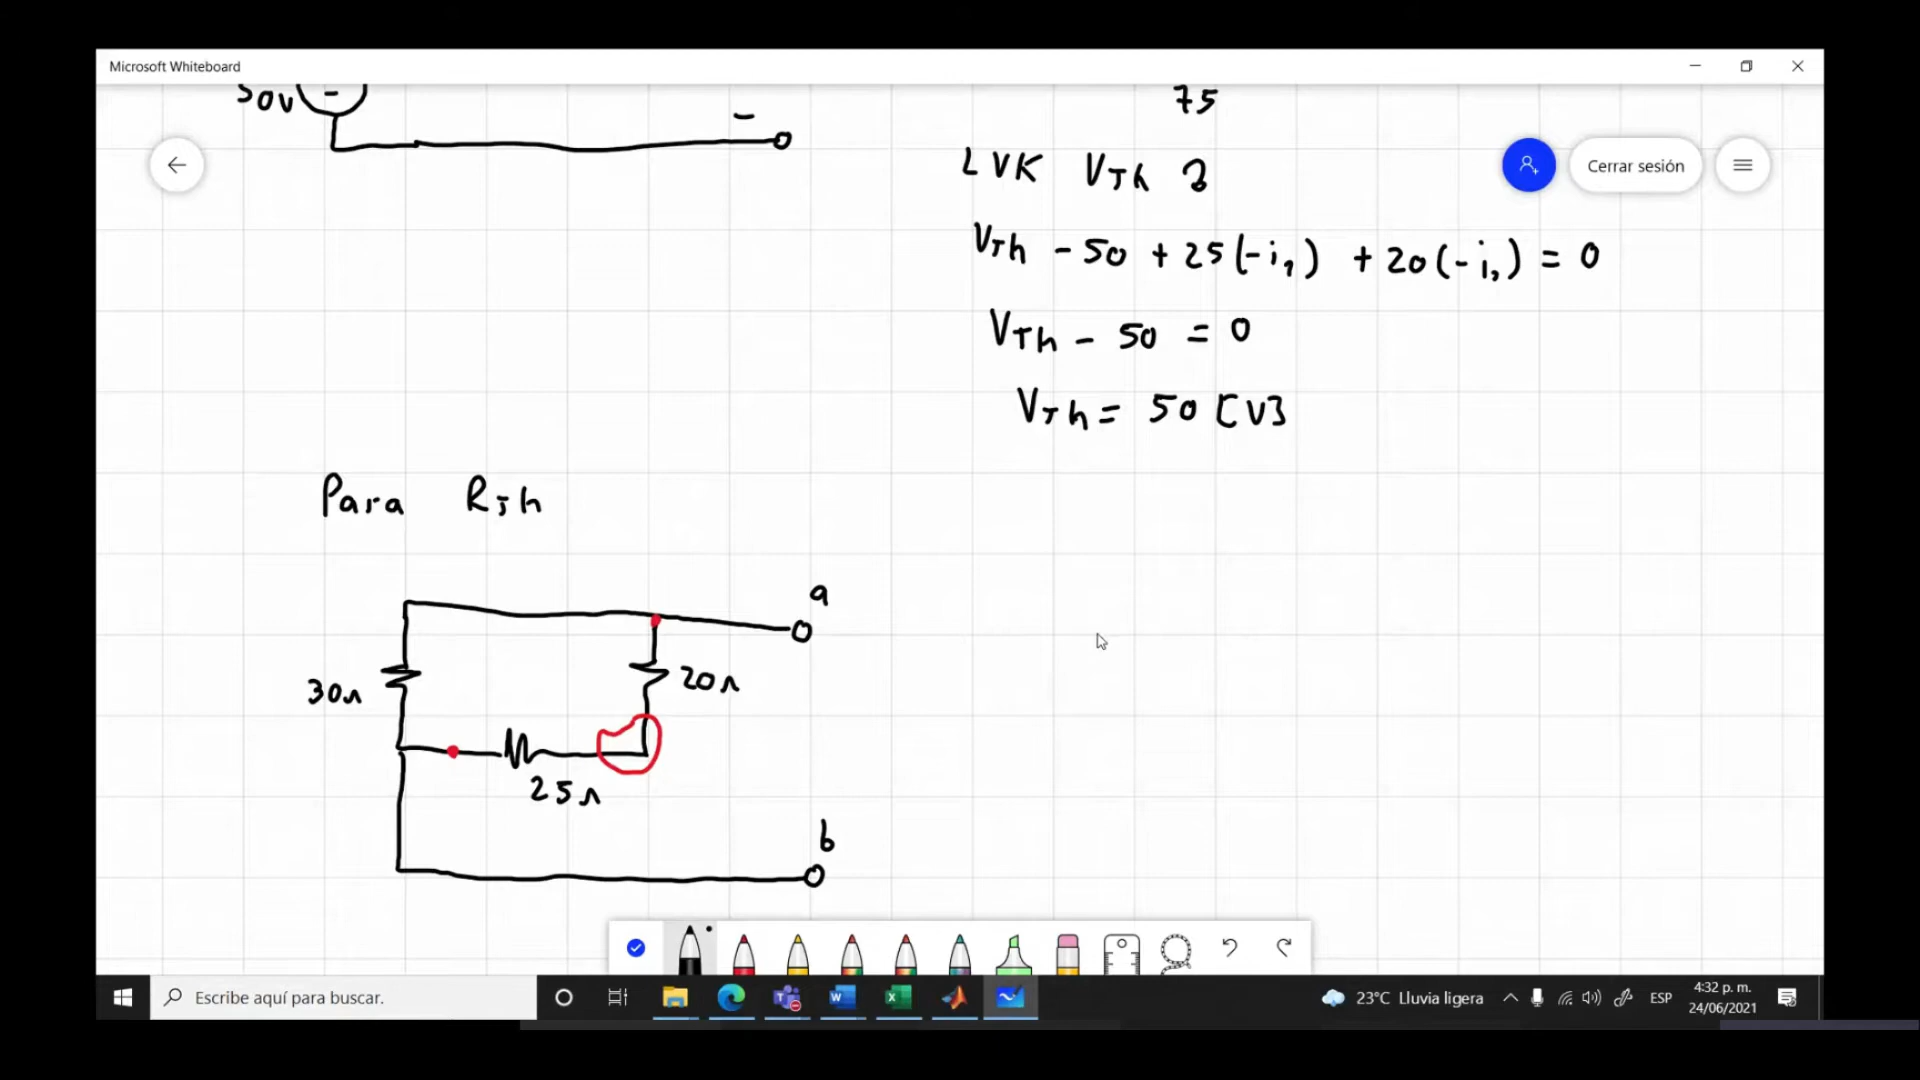 Microsoft Whiteboard
50v
-
-
75
LVK VTh
Cerrar sesión
VTh - 50 + 25(-i1) + 20(-i1) = 0
VTh - 50 = 0
VTh = 50 [V]
Para RTh
a
30Ω
20Ω
25Ω
b
Escribe aquí para buscar.
23°C Lluvia ligera
ESP
4:32 p. m.
24/06/2021